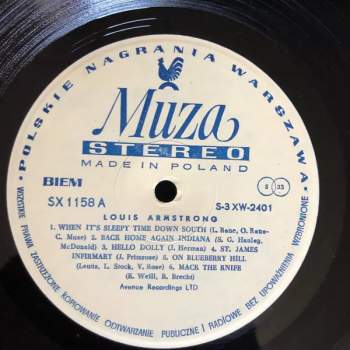 POLSKIE NAGRANIA WARSZAWA
Muza
STEREO
MADE IN POLAND
BIEM
S 33
SX 1158 A
S-3 XW-2401
LOUIS ARMSTRONG
1. WHEN IT'S SLEEPY TIME DOWN SOUTH (L. Rene, O. Rene-
C. Muse) 2. BACK HOME AGAIN INDIANA (S. G. Hanley,
McDonald) 3. HELLO DOLLY (J. Herman) 4. ST. JAMES
INFIRMARY (J. Primrose) 5. ON BLUEBERRY HILL
(Lewis, L. Stock, V. Rose) 6. MACK THE KNIFE
(K. Weill, B. Brecht)
Avenue Recordings LTD
WSZYSTKIE PRAWA ZASTRZEŻONE. KOPIOWANIE ODTWARZANIE PUBLICZNE I RADIOWE BEZ UPOWAŻNIENIA WZBRONIONE